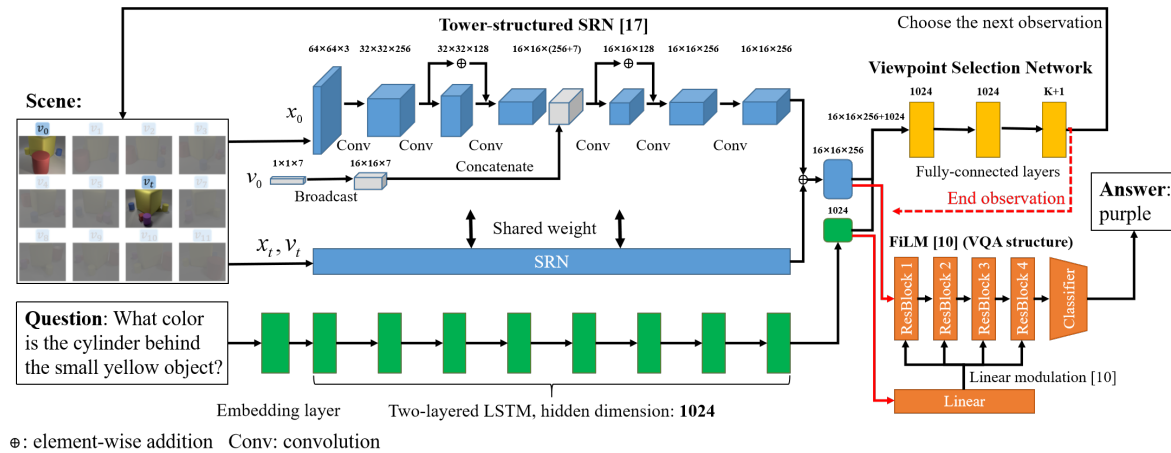 Tower-structured SRN [17]
Choose the next observation
64×64×3
32×32×256
32×32×128
16×16×(256+7)
16×16×128
16×16×256
16×16×256
⊕
⊕
Viewpoint Selection Network
1024
1024
K+1
Scene:
v0
x0
16×16×256+1024
Conv
Conv
Conv
Conv
Conv
Conv
1×1×7
16×16×7
Concatenate
16×16×256
Fully-connected layers
v0
Broadcast
⊕
Answer:
purple
vt
End observation
1024
Shared weight
FiLM [10] (VQA structure)
xt, vt
SRN
ResBlock 1
ResBlock 2
ResBlock 3
ResBlock 4
Classifier
Question: What color
is the cylinder behind
the small yellow object?
Linear modulation [10]
Linear
Embedding layer
Two-layered LSTM, hidden dimension: 1024
⊕: element-wise addition Conv: convolution